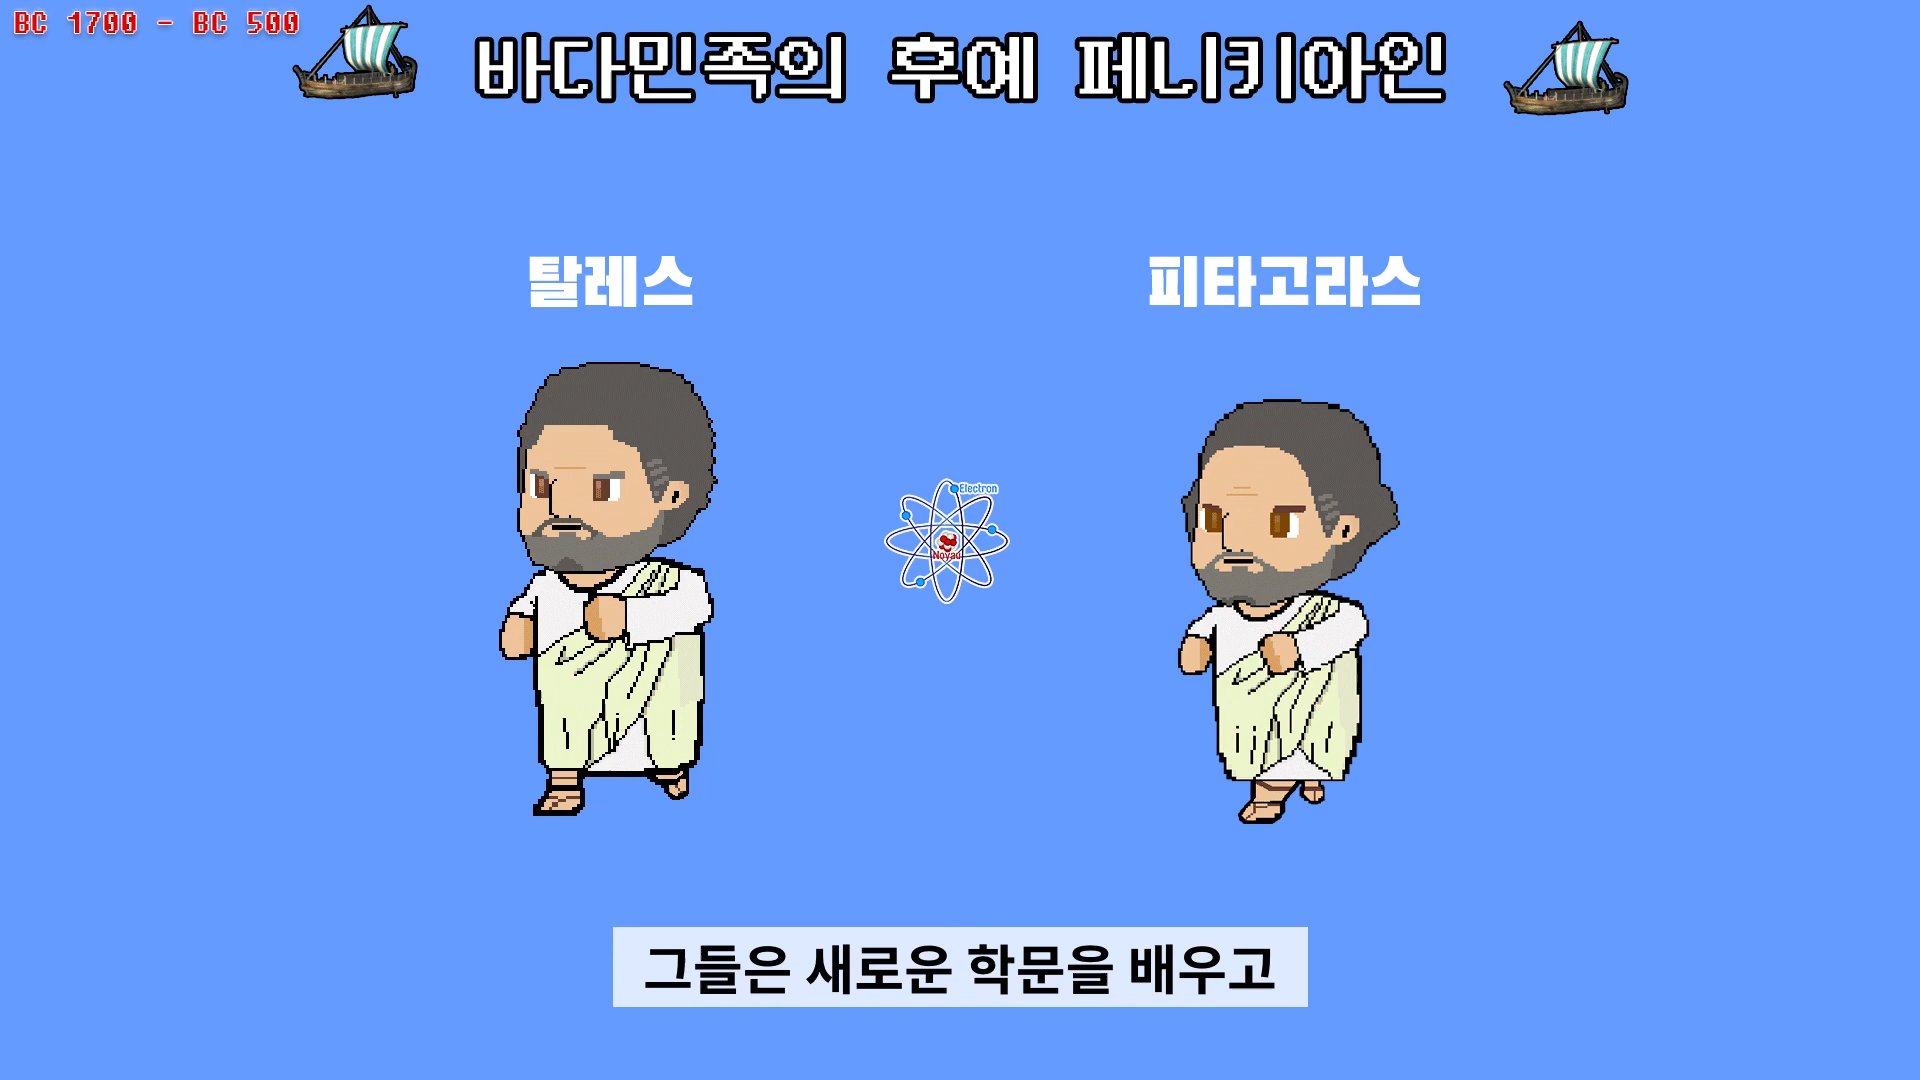 BC 1700 - BC 500
바다민족의 후예 페니키아인
탈레스
피타고라스
Electron
Noyau
그들은 새로운 학문을 배우고